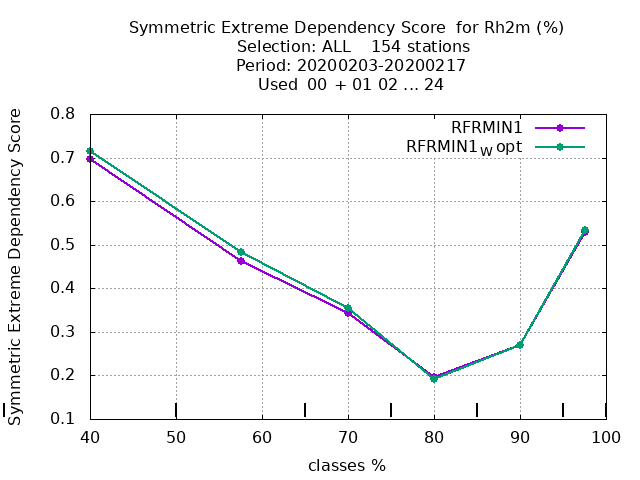 Symmetric Extreme Dependency Score for Rh2m (%)
Selection: ALL 154 stations
Period: 20200203-20200217
Used 00 + 01 02 ... 24
Symmetric Extreme Dependency Score
0.8
0.7
0.6
0.5
0.4
0.3
0.2
0.1
RFRMIN1
RFRMIN1W opt
40 50 60 70 80 90 100
classes %